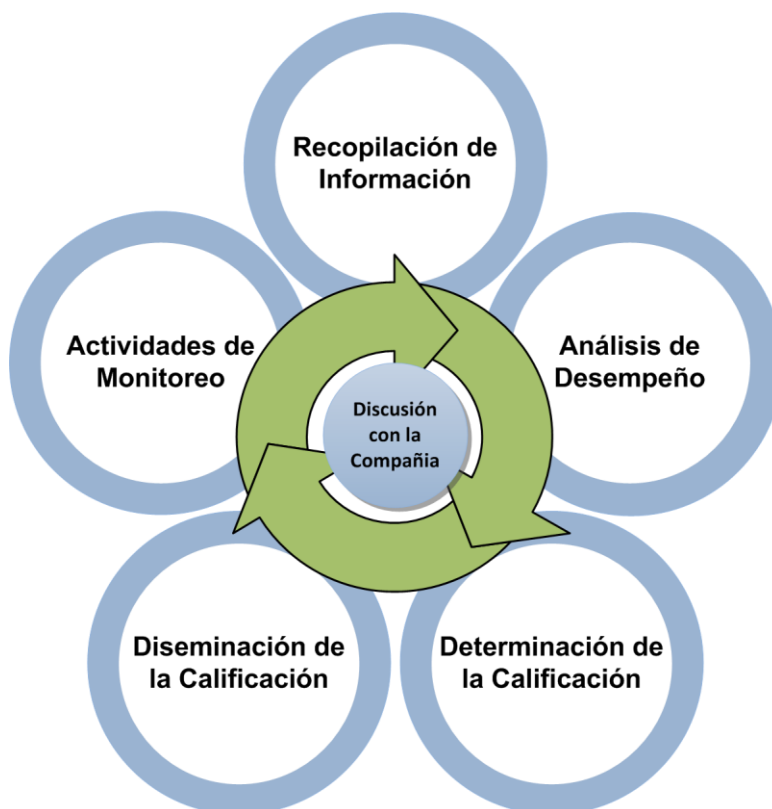 Recopilación de
Información
Actividades de
Monitoreo
Análisis de
Desempeño
Discusión
con la
Compañia
Diseminación de
la Calificación
Determinación de
la Calificación